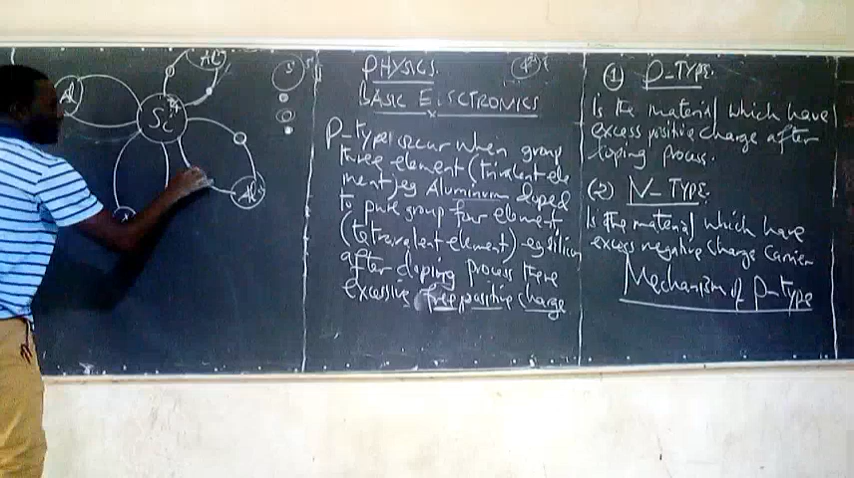 Al
Al
Sc
Al
PHYSICS
BASIC ElECTRONICS
P-type occur when group
three element (trivalent ele
ment) eg Aluminum doped
to pure group four element
(tetravalent element) eg silicon
after doping process there
excessive free positive charge
(1) P-TYPE.
Is the material which have
excess positive charge after
doping process.
(2) N-TYPE.
Is the material which have
excess negative charge carrier
Mechanism of P-type